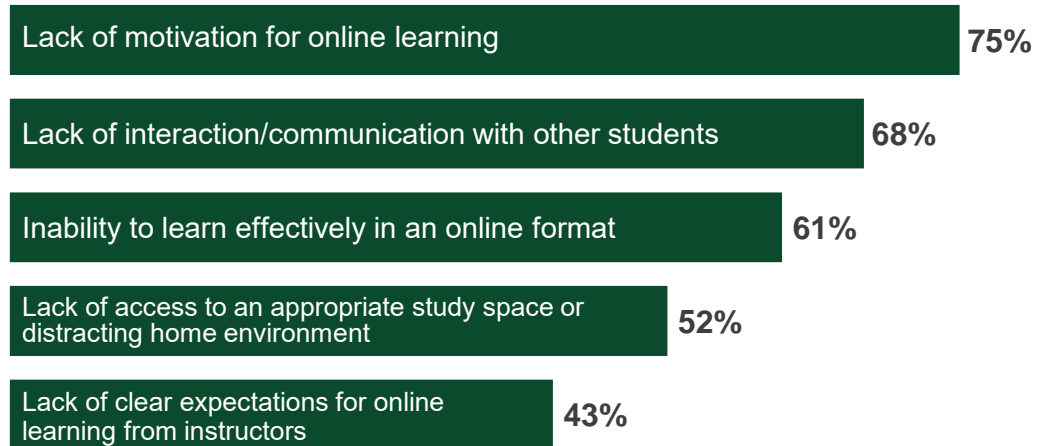 Lack of motivation for online learning
75%
Lack of interaction/communication with other students
68%
Inability to learn effectively in an online format
61%
Lack of access to an appropriate study space or
distracting home environment
52%
Lack of clear expectations for online
learning from instructors
43%